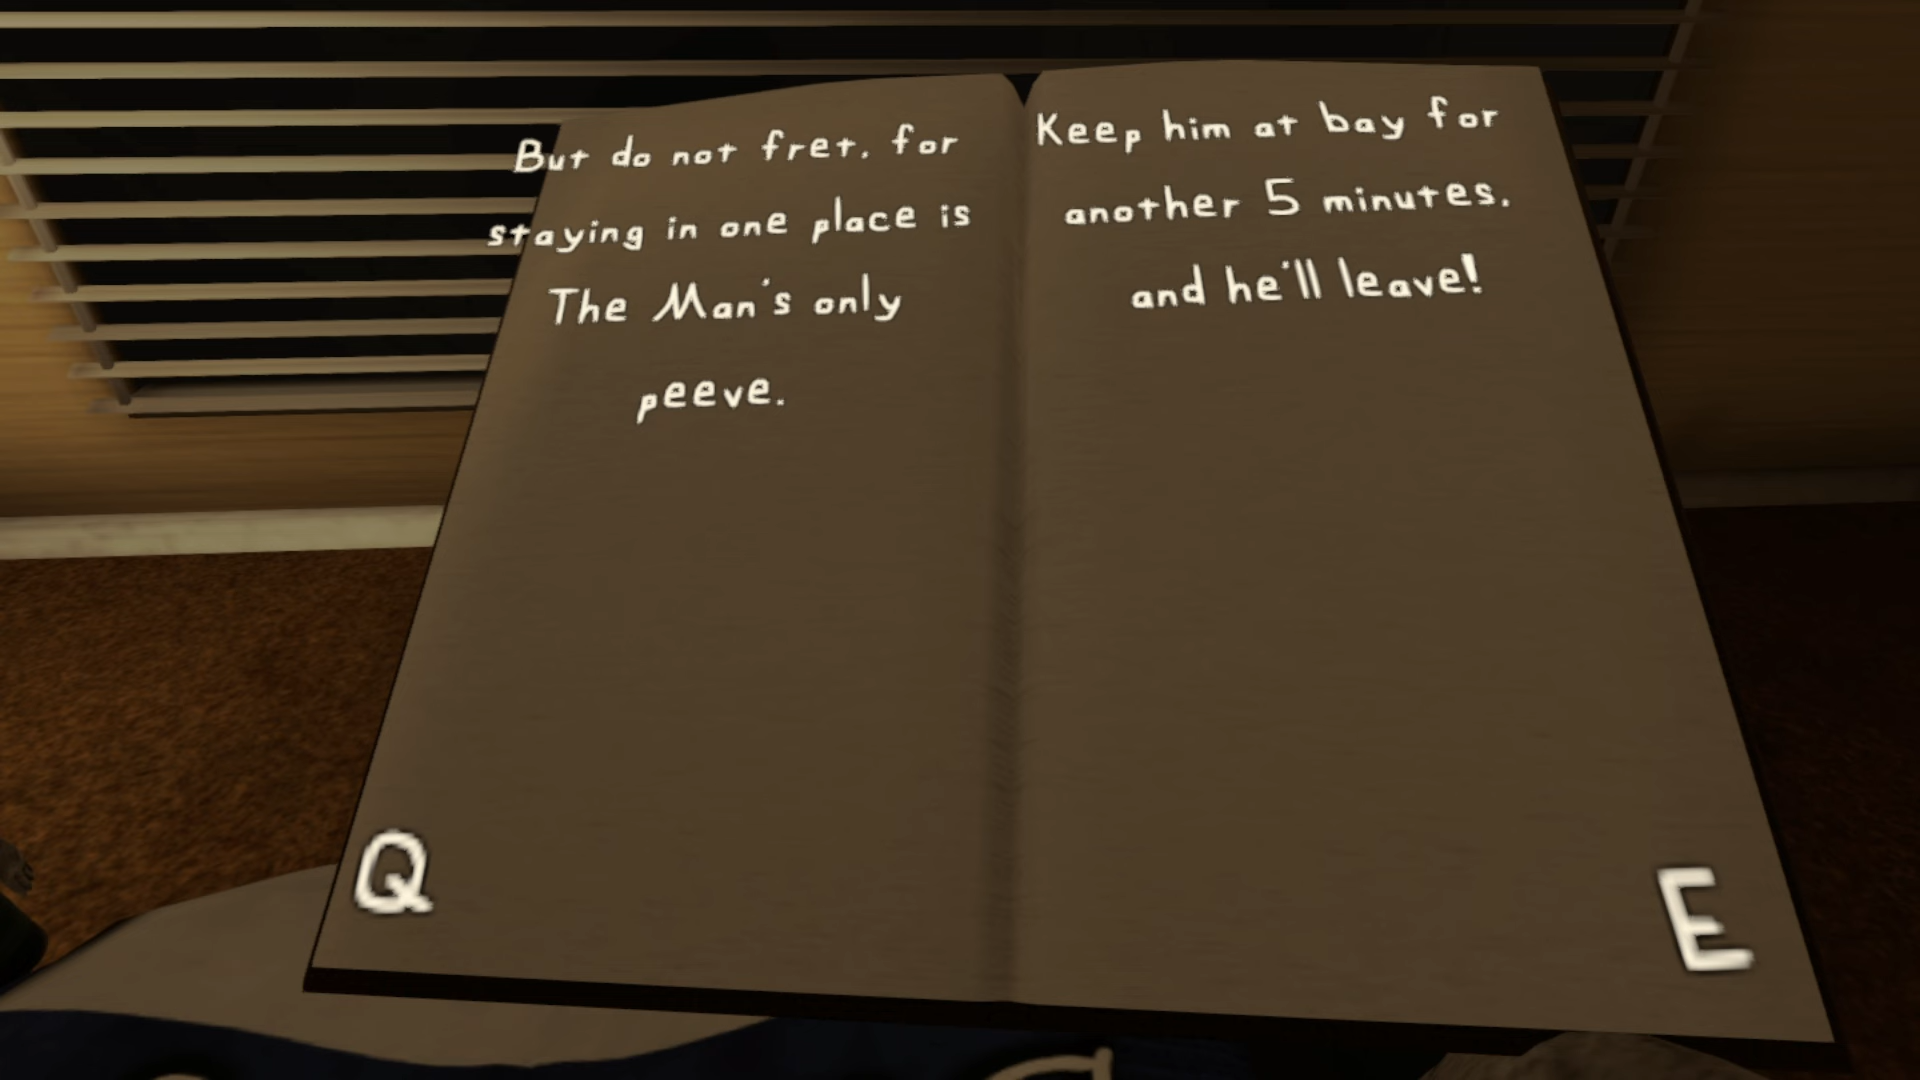 But do not fret, for
staying in one place is
The Man's only
peeve.
Keep him at bay for
another 5 minutes,
and he'll leave!
Q
E